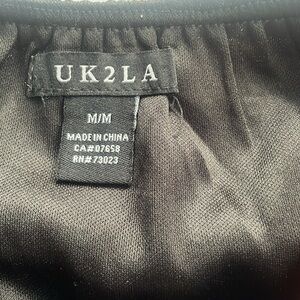 UK2LA
M/M
MADE IN CHINA
CA#07658
RN#73023